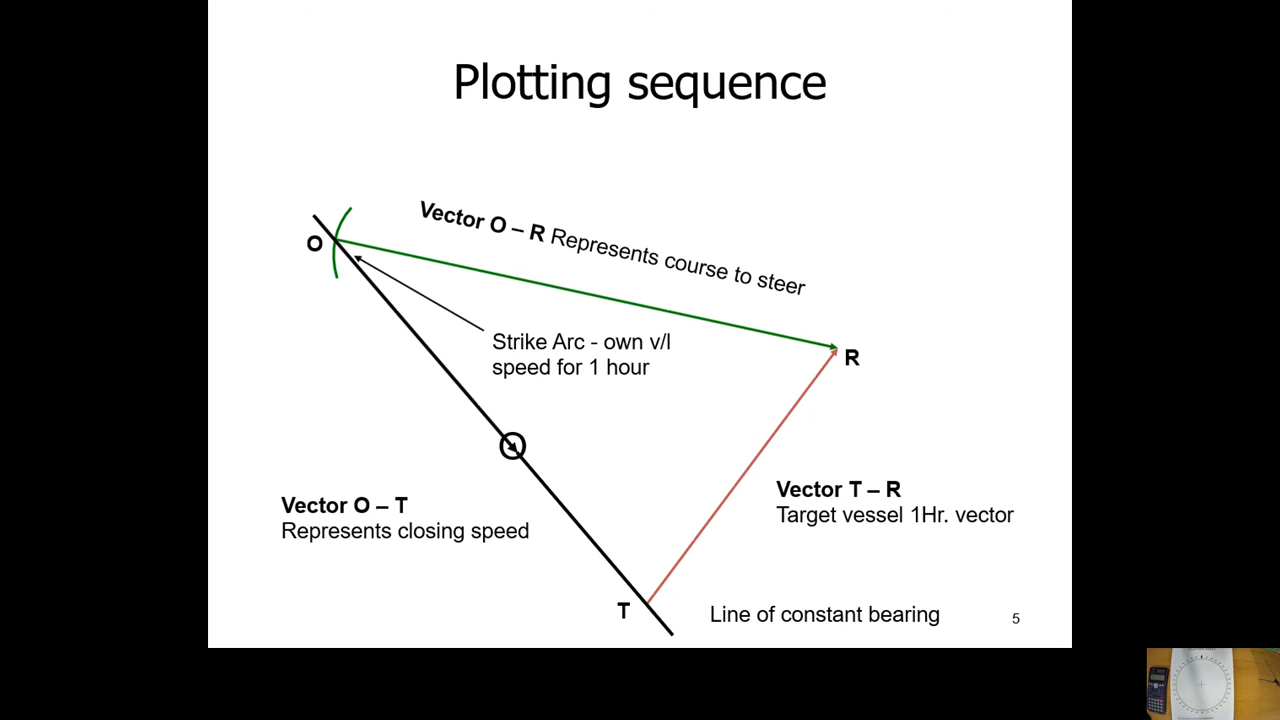 Plotting sequence
Vector O – R Represents course to steer
O
Strike Arc - own v/l
speed for 1 hour
R
Vector T – R
Target vessel 1Hr. vector
Vector O – T
Represents closing speed
T
Line of constant bearing
5